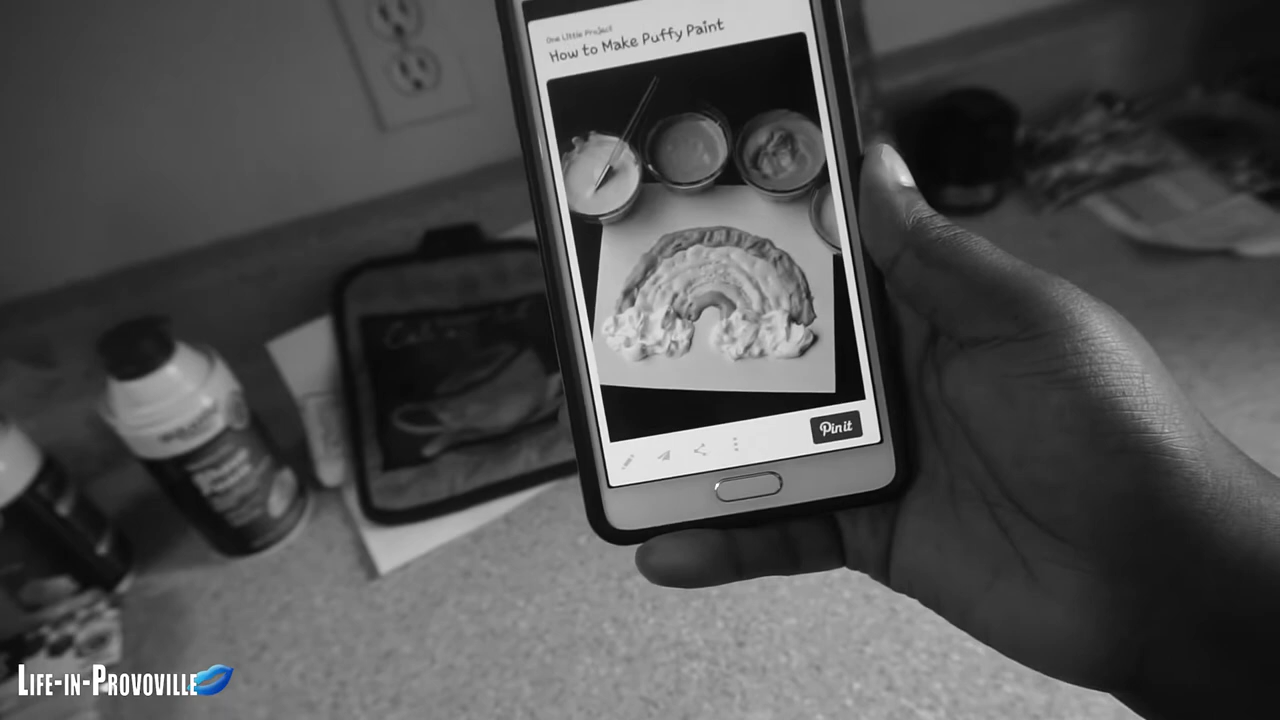 One Little Project
How to Make Puffy Paint
Pin it
LIFE-IN-PROVOVILLE